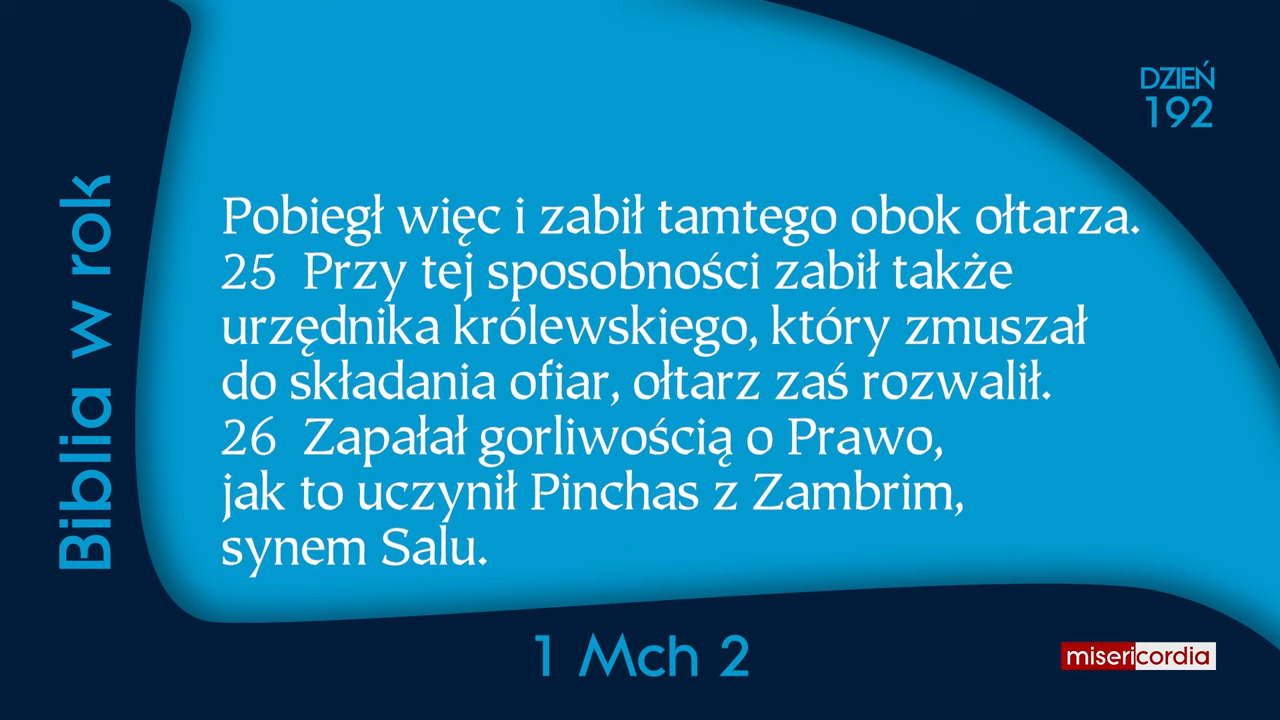 DZIEŃ
192
Biblia w rok
Pobiegł więc i zabił tamtego obok ołtarza.
25 Przy tej sposobności zabił także
urzędnika królewskiego, który zmuszał
do składania ofiar, ołtarz zaś rozwalił.
26 Zapałał gorliwością o Prawo,
jak to uczynił Pinchas z Zambrim,
synem Salu.
1 Mch 2
misericordia